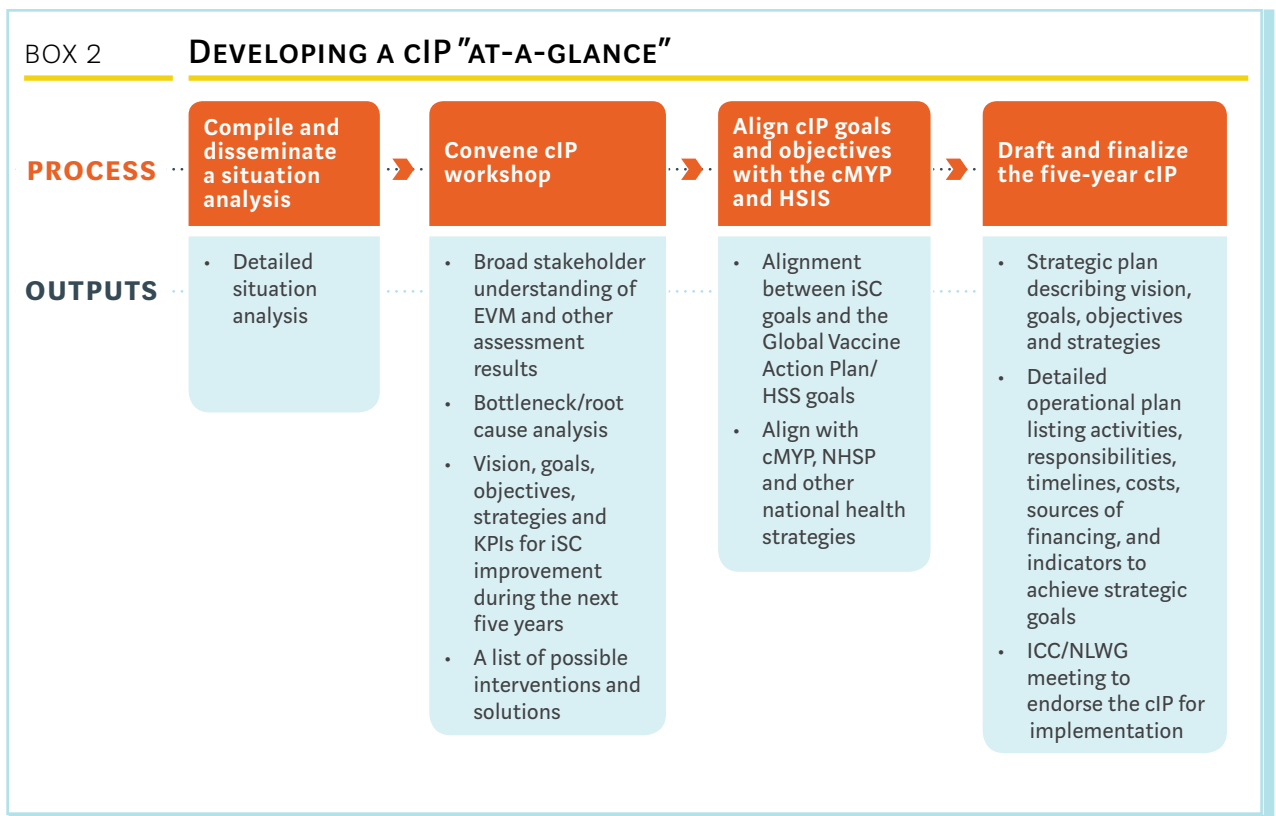 BOX 2
DEVELOPING A cIP "AT-A-GLANCE"
PROCESS
Compile and
disseminate
a situation
analysis
Convene cIP
workshop
Align cIP goals
and objectives
with the cMYP
and HSIS
Draft and finalize
the five-year cIP
OUTPUTS
• Detailed
situation
analysis
• Broad stakeholder
understanding of
EVM and other
assessment
results
• Bottleneck/root
cause analysis
• Vision, goals,
objectives,
strategies and
KPIs for iSC
improvement
during the next
five years
• A list of possible
interventions and
solutions
• Alignment
between iSC
goals and the
Global Vaccine
Action Plan/
HSS goals
• Align with
cMYP, NHSP
and other
national health
strategies
• Strategic plan
describing vision,
goals, objectives
and strategies
• Detailed
operational plan
listing activities,
responsibilities,
timelines, costs,
sources of
financing, and
indicators to
achieve strategic
goals
• ICC/NLWG
meeting to
endorse the cIP for
implementation